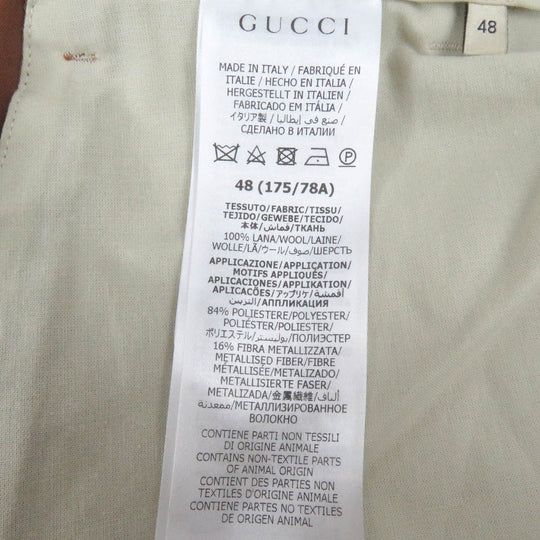 GUCCI
48
MADE IN ITALY / FABRIQUÉ EN
ITALIE / HECHO EN ITALIA /
HERGESTELLT IN ITALIEN /
FABRICADO EM ITÁLIA /
イタリア製 / صنع في إيطاليا /
СДЕЛАНО В ИТАЛИИ
P
48 (175/78A)
TESSUTO/FABRIC/TISSU/
TEJIDO/GEWEBE/TECIDO/
本体/قماش/ТКАНЬ
100% LANA/WOOL/LAINE/
WOLLE/LÃ/ウール/صوف/ШЕРСТЬ
APPLICAZIONE/APPLICATION/
MOTIFS APPLIQUÉS/
APLICACIONES/APPLIKATION/
APLICACÕES/アップリケ/أقمشة
التزيين/АППЛИКАЦИЯ
84% POLIESTERE/POLYESTER/
POLIÉSTER/POLYESTER/
ポリエステル/بوليستر/ПОЛИЭСТЕР
16% FIBRA METALLIZZATA/
METALLISED FIBER/FIBRE
MÉTALLISÉE/METALIZADO/
METALLISIERTE FASER/
METALIZADA/金属繊維/ألياف
معدنية/МЕТАЛЛИЗИРОВАННОЕ
ВОЛОКНО
CONTIENE PARTI NON TESSILI
DI ORIGINE ANIMALE
CONTAINS NON-TEXTILE PARTS
OF ANIMAL ORIGIN
CONTIENT DES PARTIES NON
TEXTILES D'ORIGINE ANIMALE
CONTIENE PARTES NO TEXTILES
DE ORIGEN ANIMAL